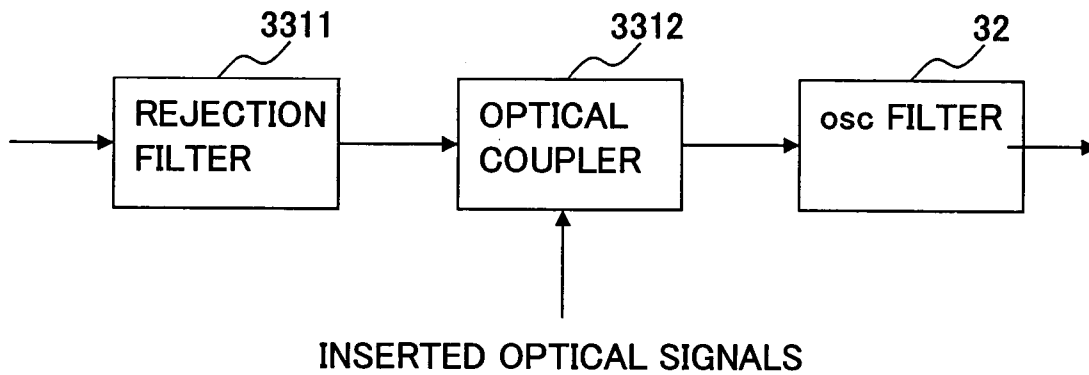 3311
3312
32
REJECTION
FILTER
OPTICAL
COUPLER
osc FILTER
INSERTED OPTICAL SIGNALS